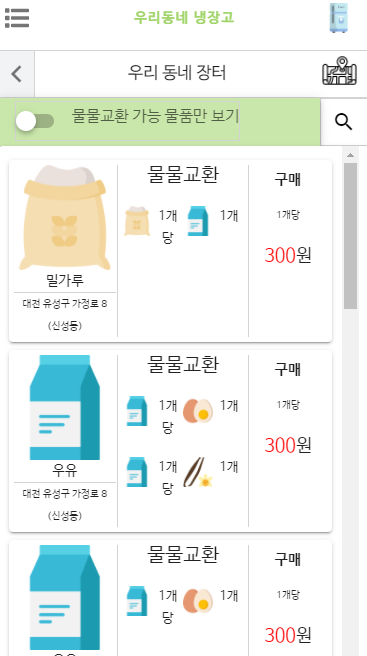 우리동네 냉장고
우리 동네 장터
물물교환 가능 물품만 보기
밀가루
대전 유성구 가정로 8
(신성동)
물물교환
1개당 1개
구매
1개당
300원
우유
대전 유성구 가정로 8
(신성동)
물물교환
1개당 1개
1개당 1개
구매
1개당
300원
물물교환
1개당 1개
구매
1개당
300원